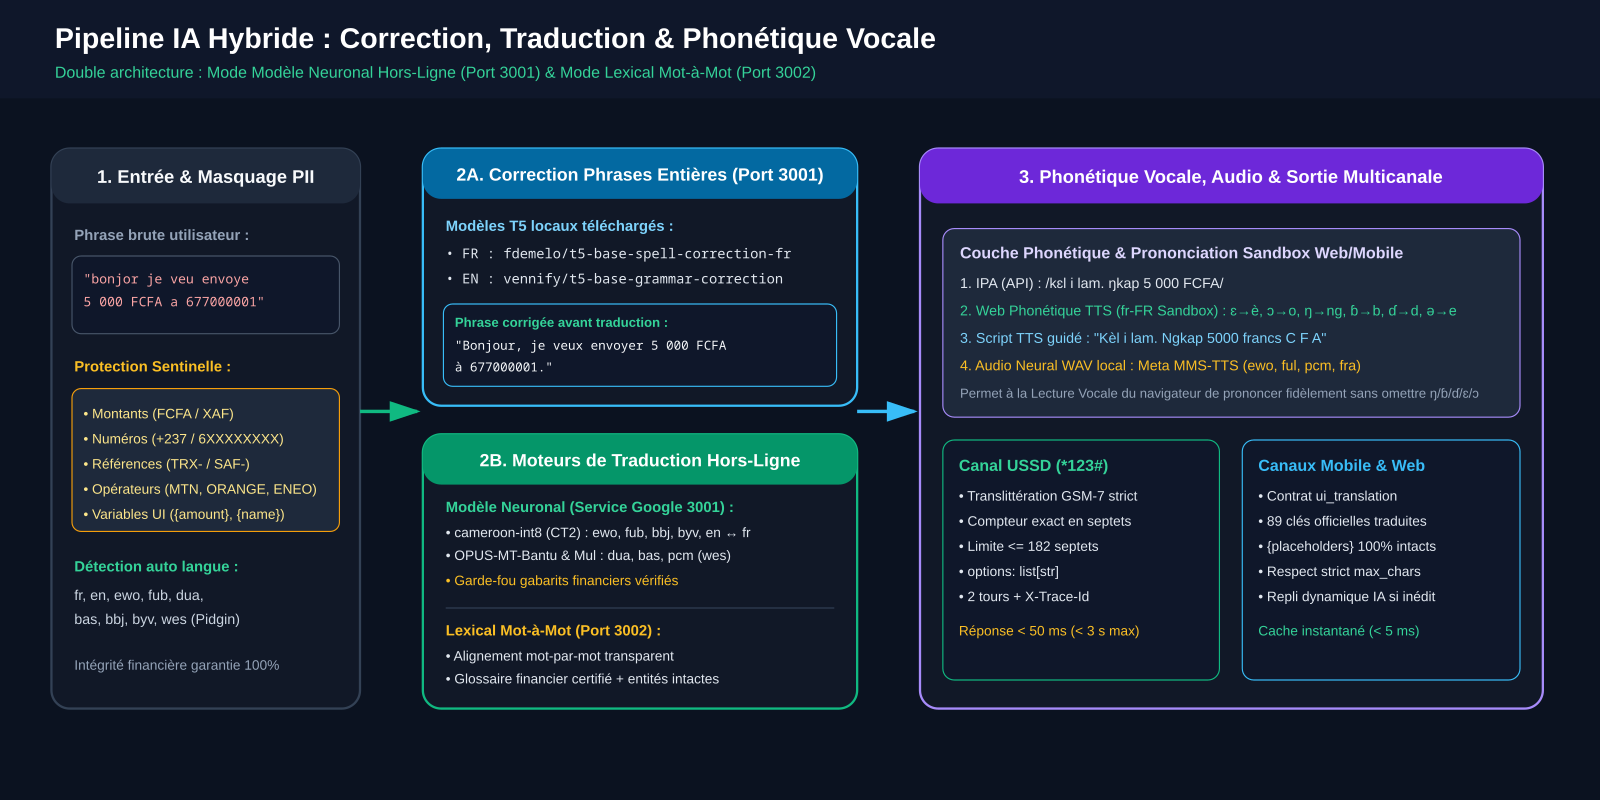 Pipeline IA Hybride : Correction, Traduction & Phonétique Vocale
Double architecture : Mode Modèle Neuronal Hors-Ligne (Port 3001) & Mode Lexical Mot-à-Mot (Port 3002)
1. Entrée & Masquage PII
Phrase brute utilisateur :
"bonjor je veu envoye
5 000 FCFA a 677000001"
Protection Sentinelle :
• Montants (FCFA / XAF)
• Numéros (+237 / 6XXXXXXXX)
• Références (TRX- / SAF-)
• Opérateurs (MTN, ORANGE, ENEO)
• Variables UI ({amount}, {name})
Détection auto langue :
fr, en, ewo, fub, dua,
bas, bbj, byv, wes (Pidgin)
Intégrité financière garantie 100%
2A. Correction Phrases Entières (Port 3001)
Modèles T5 locaux téléchargés :
• FR : fdemelo/t5-base-spell-correction-fr
• EN : vennify/t5-base-grammar-correction
Phrase corrigée avant traduction :
"Bonjour, je veux envoyer 5 000 FCFA
à 677000001."
2B. Moteurs de Traduction Hors-Ligne
Modèle Neuronal (Service Google 3001) :
• cameroon-int8 (CT2) : ewo, fub, bbj, byv, en ↔ fr
• OPUS-MT-Bantu & Mul : dua, bas, pcm (wes)
• Garde-fou gabarits financiers vérifiés
Lexical Mot-à-Mot (Port 3002) :
• Alignement mot-par-mot transparent
• Glossaire financier certifié + entités intactes
3. Phonétique Vocale, Audio & Sortie Multicanale
Couche Phonétique & Prononciation Sandbox Web/Mobile
1. IPA (API) : /kɛl i lam. ŋkap 5 000 FCFA/
2. Web Phonétique TTS (fr-FR Sandbox) : ɛ→è, ɔ→o, ŋ→ng, ɓ→b, ɗ→d, ə→e
3. Script TTS guidé : "Kèl i lam. Ngkap 5000 francs C F A"
4. Audio Neural WAV local : Meta MMS-TTS (ewo, ful, pcm, fra)
Permet à la Lecture Vocale du navigateur de prononcer fidèlement sans omettre ŋ/ɓ/ɗ/ɛ/ɔ
Canal USSD (*123#)
• Translittération GSM-7 strict
• Compteur exact en septets
• Limite <= 182 septets
• options: list[str]
• 2 tours + X-Trace-Id
Réponse < 50 ms (< 3 s max)
Canaux Mobile & Web
• Contrat ui_translation
• 89 clés officielles traduites
• {placeholders} 100% intacts
• Respect strict max_chars
• Repli dynamique IA si inédit
Cache instantané (< 5 ms)